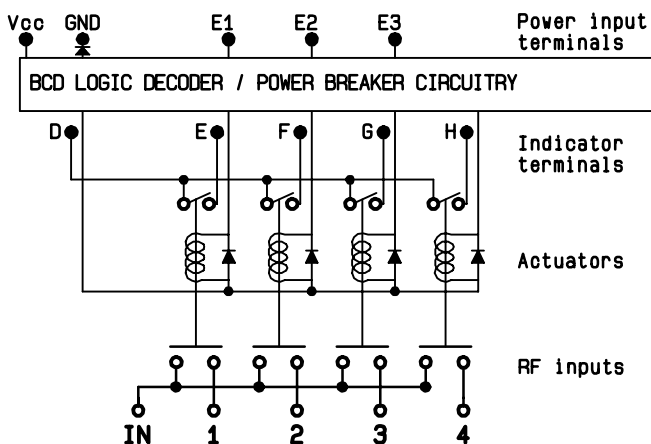 Vcc GND E1 E2 E3 Power input
terminals
BCD LOGIC DECODER / POWER BREAKER CIRCUITRY
D E F G H Indicator
terminals
Actuators
RF inputs
IN 1 2 3 4